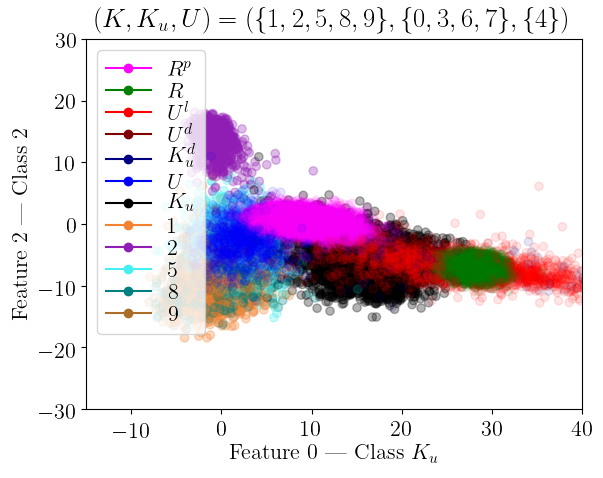 (K, K_u, U) = ({1, 2, 5, 8, 9}, {0, 3, 6, 7}, {4})
30
20
10
0
−10
−20
−30
Feature 2 — Class 2
R^p
R
U^l
U^d
K_u^d
U
K_u
1
2
5
8
9
−10
0
10
20
30
40
Feature 0 — Class K_u